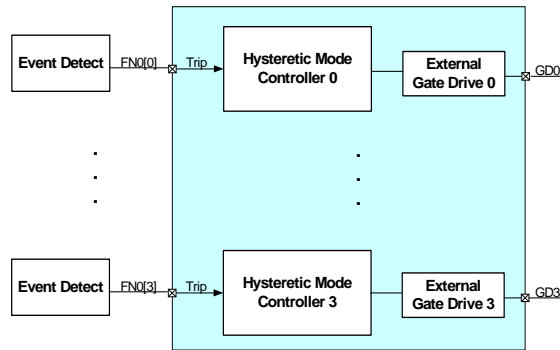 Event Detect
FN0[0]
Trip
Hysteretic Mode
Controller 0
External
Gate Drive 0
GD0
Event Detect
FN0[3]
Trip
Hysteretic Mode
Controller 3
External
Gate Drive 3
GD3